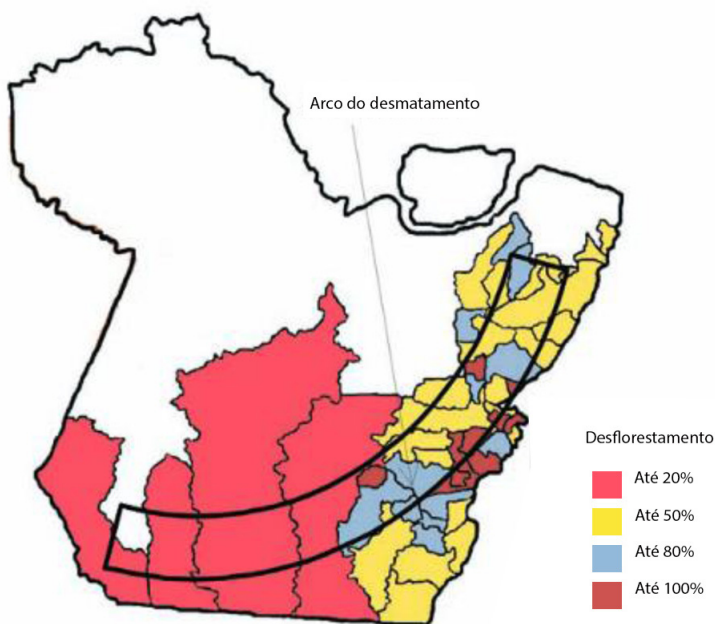 Arco do desmatamento
Desflorestamento
Até 20%
Até 50%
Até 80%
Até 100%